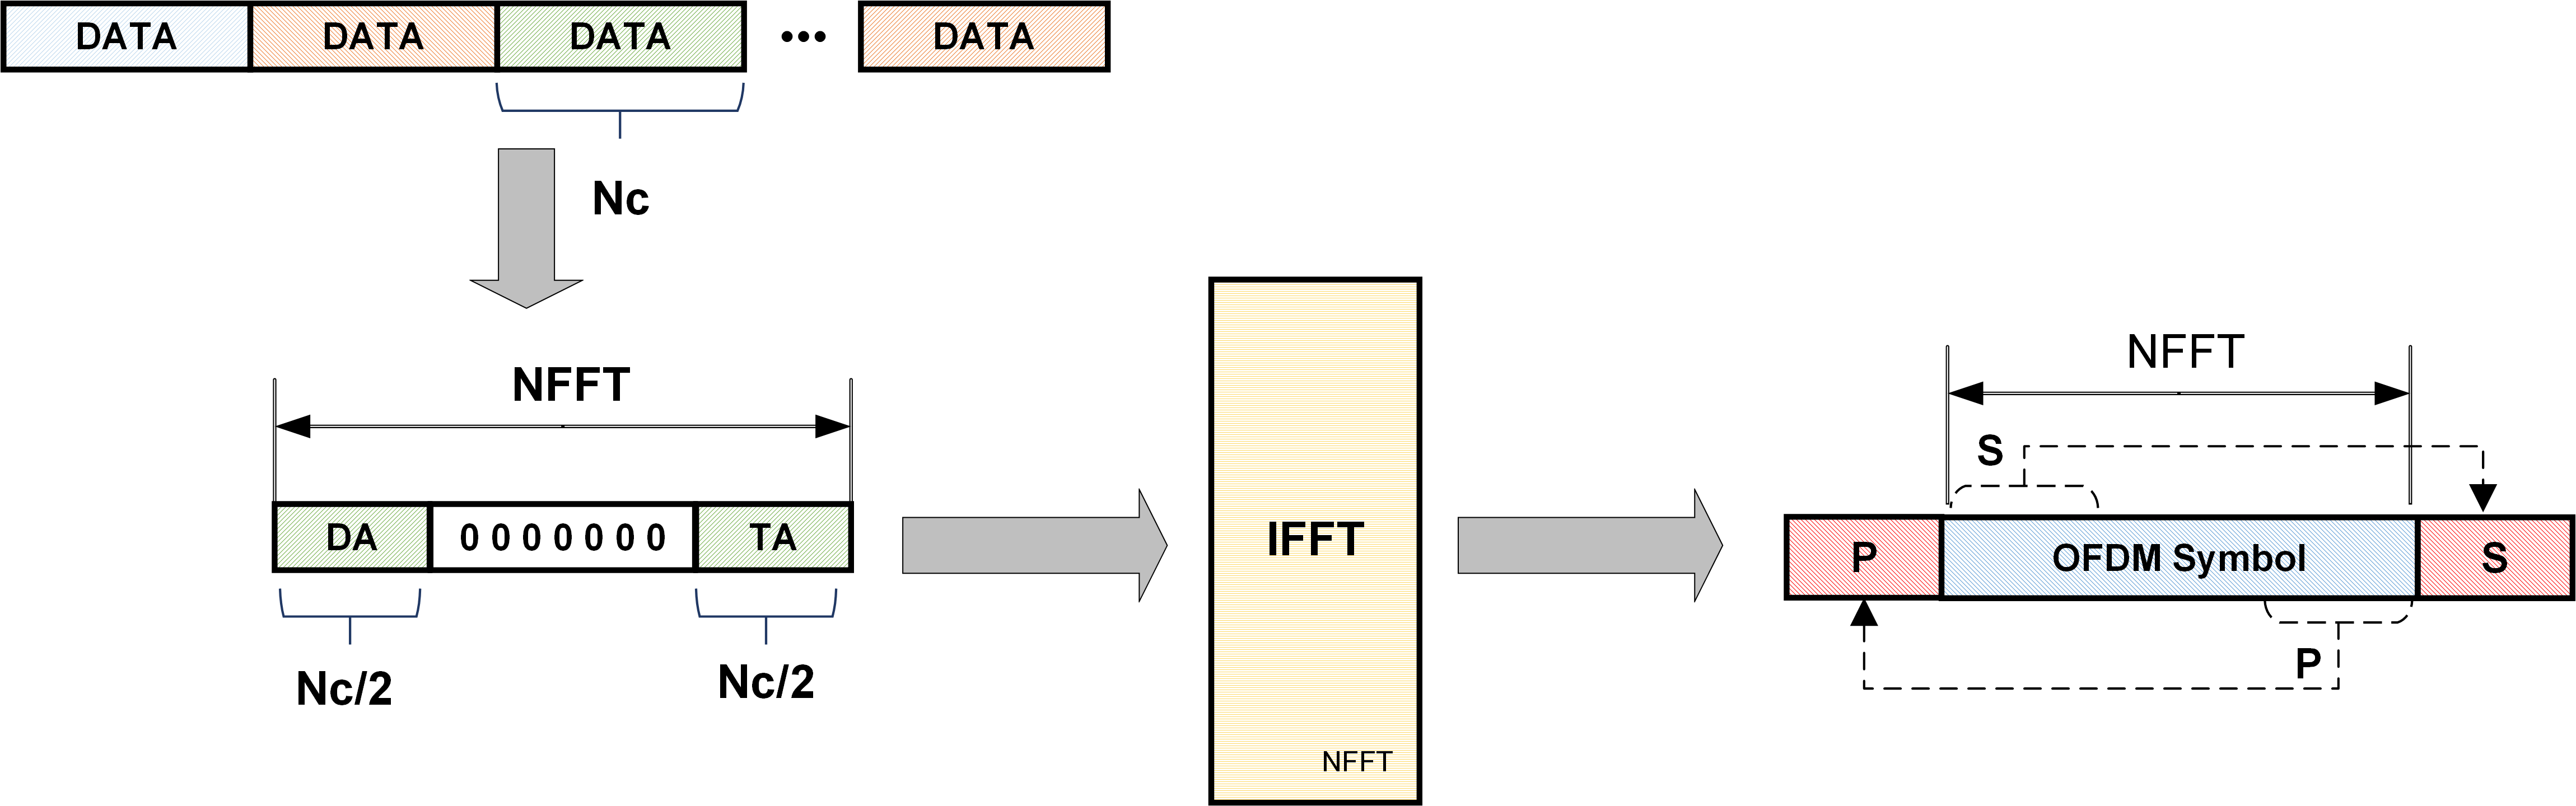 DATA DATA DATA ••• DATA
Nc
NFFT
DA 0 0 0 0 0 0 0 TA
Nc/2 Nc/2
IFFT
NFFT
NFFT
S
P OFDM Symbol S
P